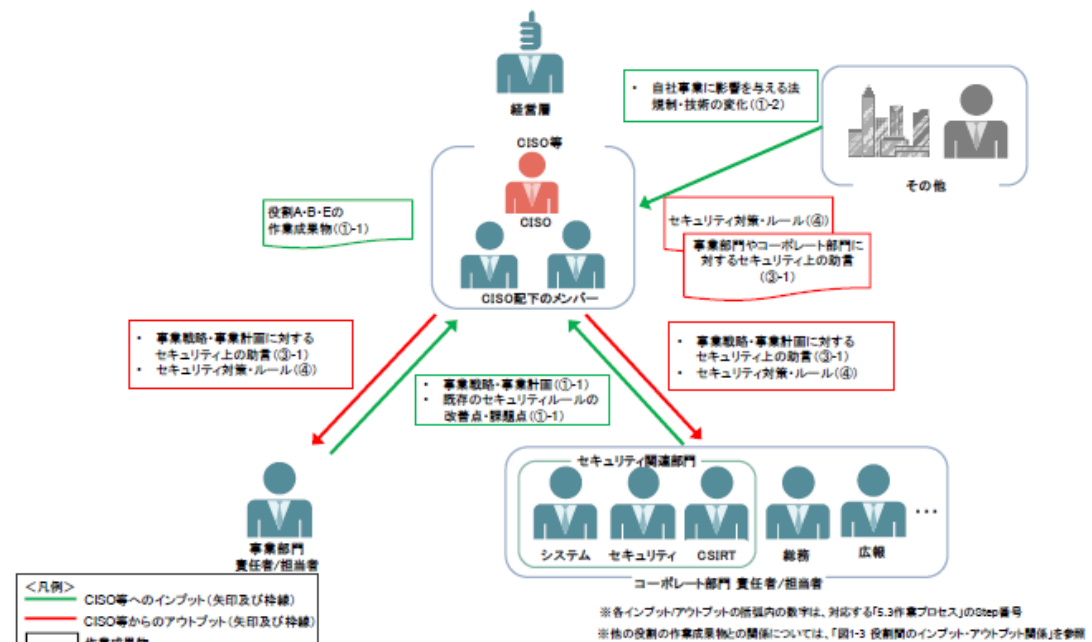 経営層
・ 自社事業に影響を与える法
規制・技術の変化(①-2)
その他
CISO等
CISO
CISO配下のメンバー
役割A・B・Eの
作業成果物(①-1)
セキュリティ対策・ルール(④)
事業部門やコーポレート部門に
対するセキュリティ上の助言
(③-1)
・ 事業戦略・事業計画に対する
セキュリティ上の助言(③-1)
・ セキュリティ対策・ルール(④)
・ 事業戦略・事業計画(①-1)
・ 既存のセキュリティルールの
改善点・課題点(①-1)
・ 事業戦略・事業計画に対する
セキュリティ上の助言(③-1)
・ セキュリティ対策・ルール(④)
事業部門
責任者/担当者
セキュリティ関連部門
システム
セキュリティ
CSIRT
総務
広報
…
コーポレート部門 責任者/担当者
<凡例>
CISO等へのインプット(矢印及び枠線)
CISO等からのアウトプット(矢印及び枠線)
作業成果物
※各インプット/アウトプットの括弧内の数字は、対応する「5.3作業プロセス」のStep番号
※他の役割の作業成果物との関係については、「図1-3 役割間のインプット・アウトプット関係」を参照